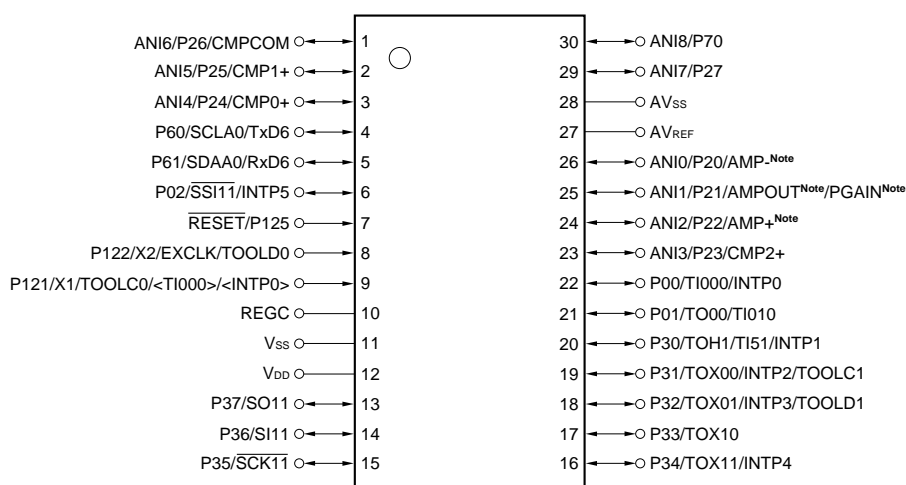 ANI6/P26/CMPCOM 1 30 ANI8/P70
ANI5/P25/CMP1+ 2 29 ANI7/P27
ANI4/P24/CMP0+ 3 28 AVss
P60/SCLA0/TxD6 4 27 AVREF
P61/SDAA0/RxD6 5 26 ANI0/P20/AMP-Note
P02/SSI11/INTP5 6 25 ANI1/P21/AMPOUTNote/PGAINNote
RESET/P125 7 24 ANI2/P22/AMP+Note
P122/X2/EXCLK/TOOLD0 8 23 ANI3/P23/CMP2+
P121/X1/TOOLC0/<TI000>/<INTP0> 9 22 P00/TI000/INTP0
REGC 10 21 P01/TO00/TI010
Vss 11 20 P30/TOH1/TI51/INTP1
VDD 12 19 P31/TOX00/INTP2/TOOLC1
P37/SO11 13 18 P32/TOX01/INTP3/TOOLD1
P36/SI11 14 17 P33/TOX10
P35/SCK11 15 16 P34/TOX11/INTP4